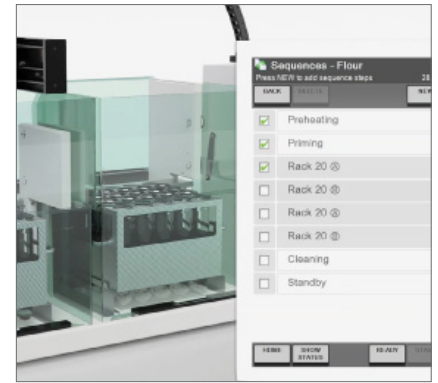 Sequences - Flour
Press NEW to add sequence steps
BACK
DELETE
Preheating
Priming
Rack 20 Ⓐ
Rack 20
Rack 20
Rack 20
Cleaning
Standby
HOME
SHOW STATUS
READY